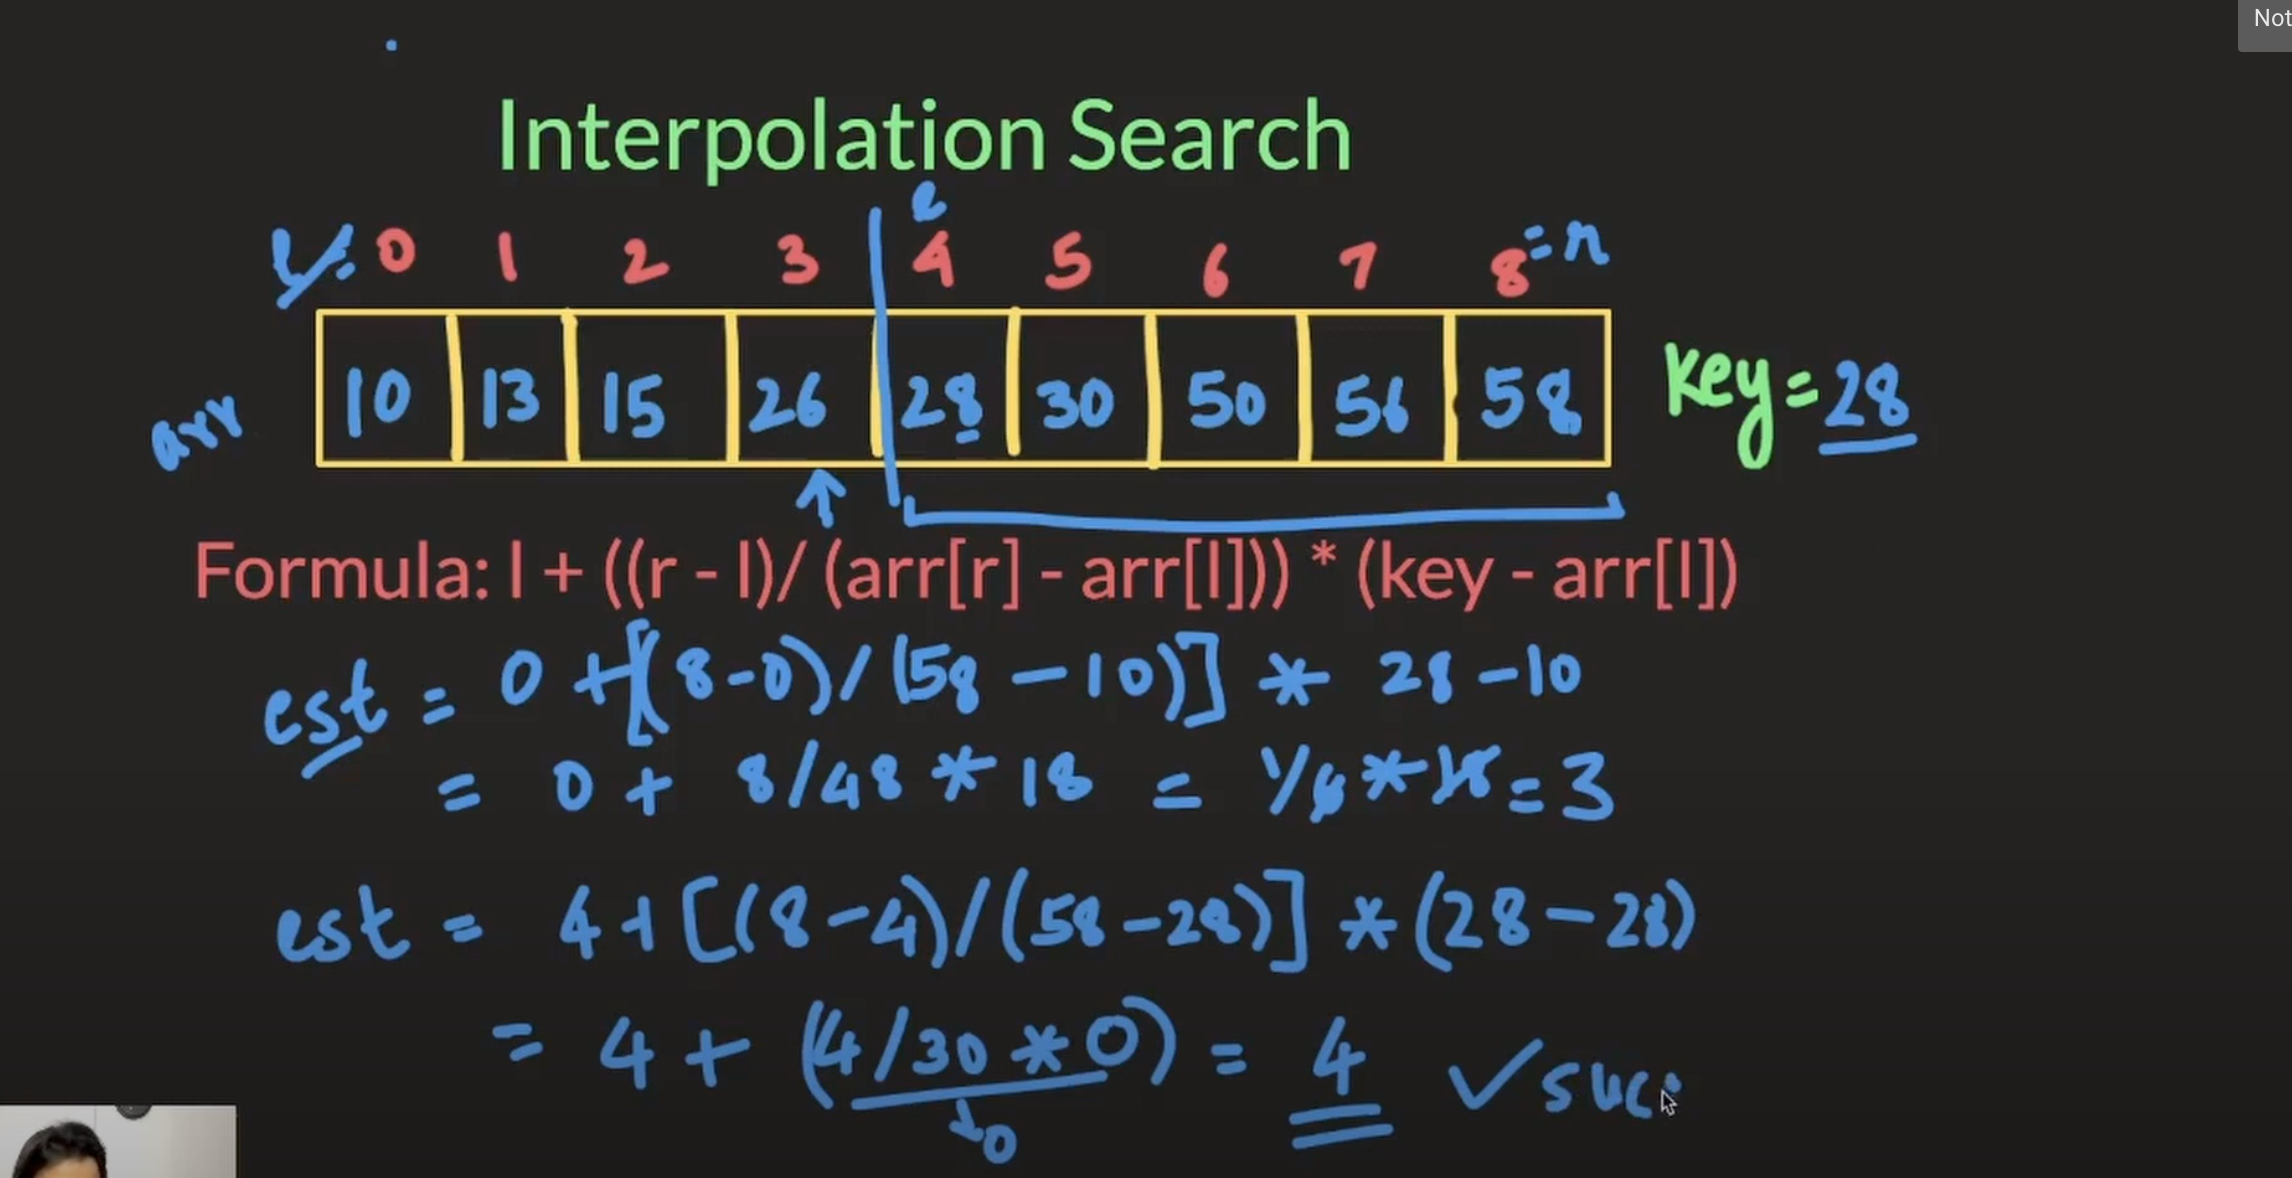 Not
Interpolation Search
l
l = 0 1 2 3 4 5 6 7 8 = r
arr 10 13 15 26 28 30 50 56 58 Key = 28
Formula: l + ((r - l)/ (arr[r] - arr[l])) * (key - arr[l])
est = 0 + [(8-0)/(58-10)] * 28-10
= 0 + 8/48 * 18 = 1/6 * 18 = 3
est = 4+[(8-4)/(58-28)] * (28-28)
= 4 + (4/30 * 0) = 4 ✓ suc
0